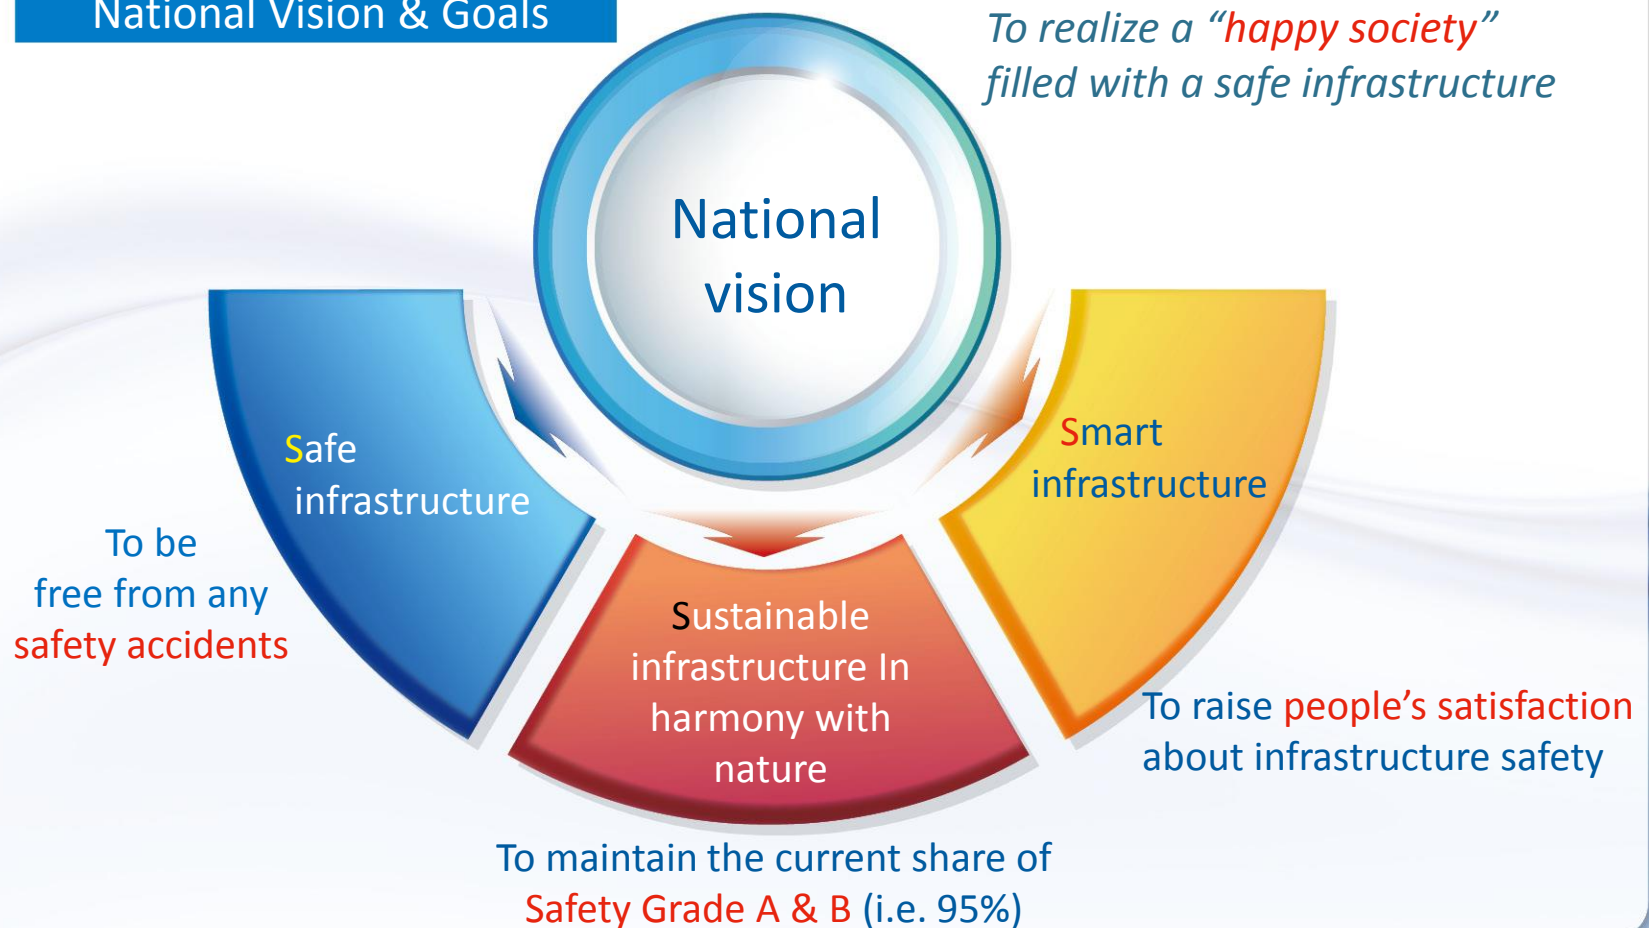 National Vision & Goals
To realize a “happy society”
filled with a safe infrastructure
National
vision
Safe
infrastructure
To be
free from any
safety accidents
Sustainable
infrastructure In
harmony with
nature
To maintain the current share of
Safety Grade A & B (i.e. 95%)
Smart
infrastructure
To raise people’s satisfaction
about infrastructure safety